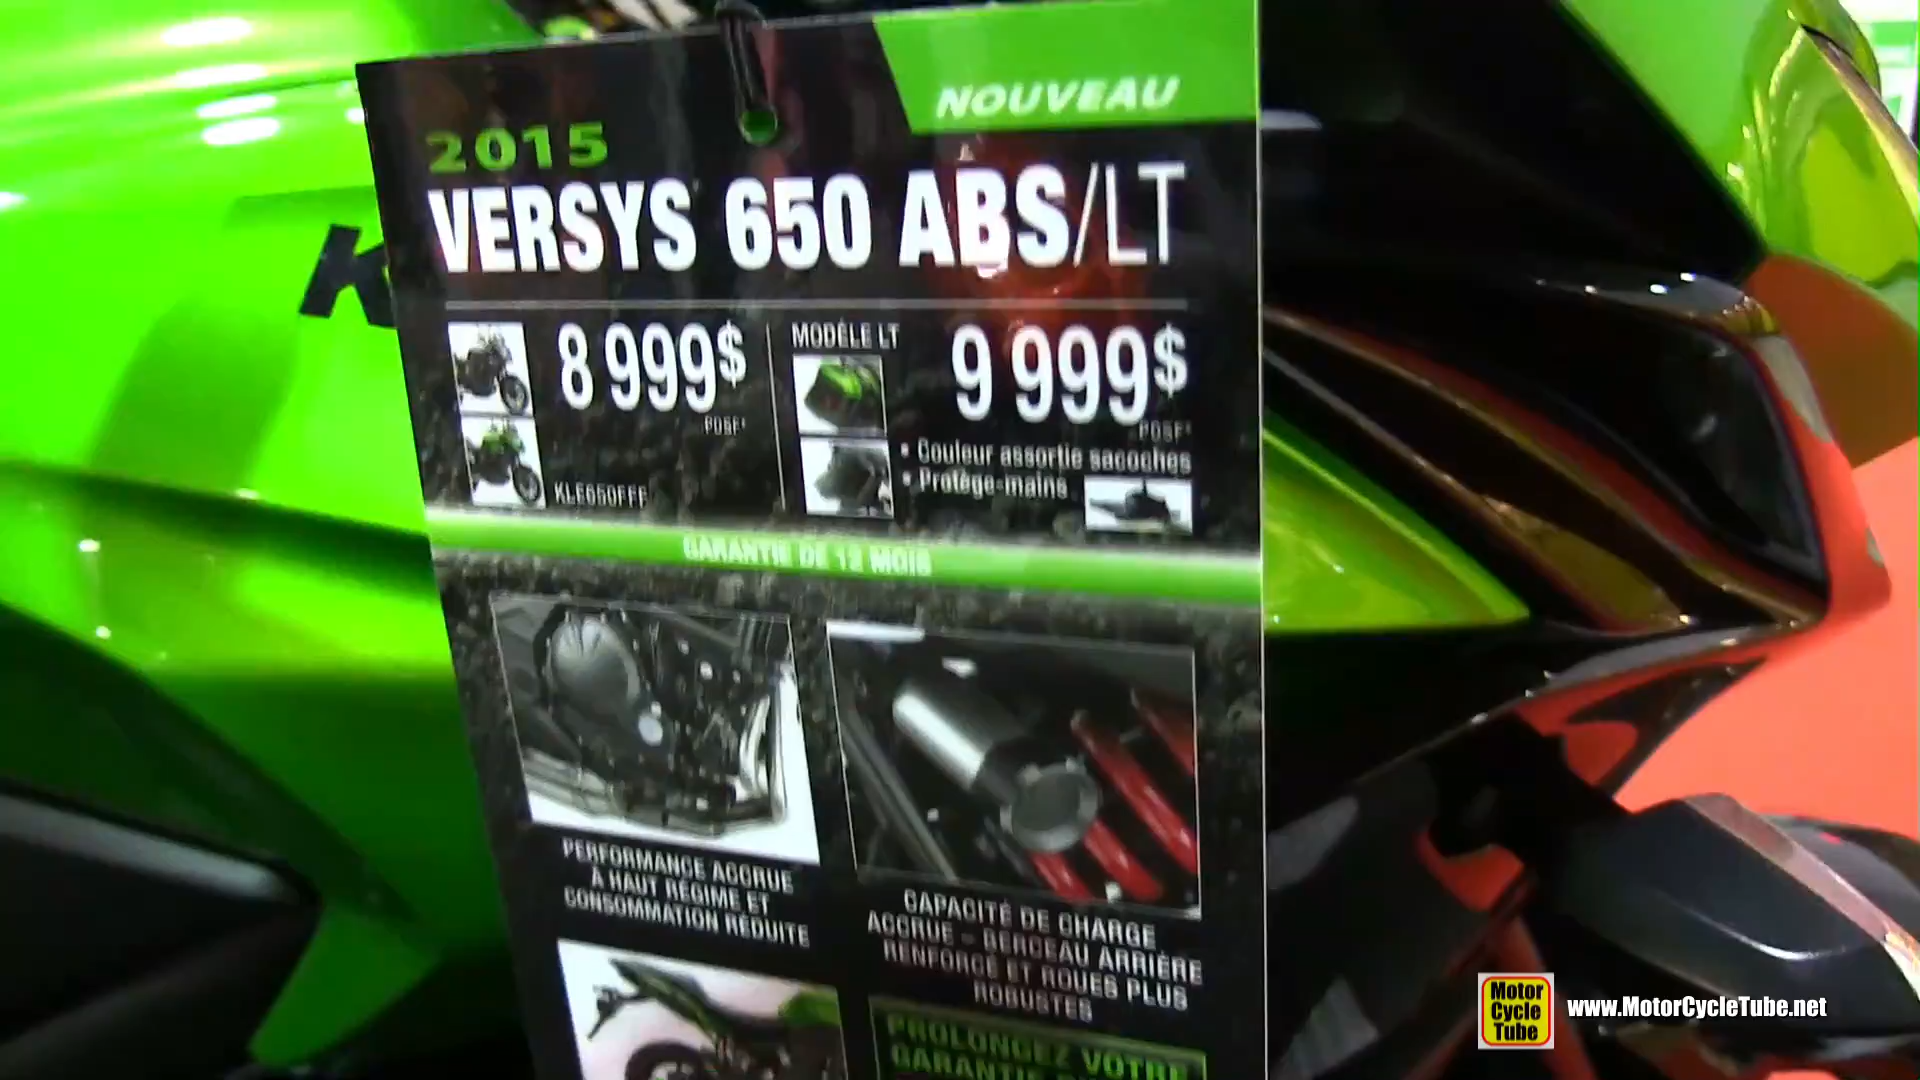 NOUVEAU
2015
VERSYS 650 ABS/LT
8 999$
PDSF*
KLE650FFF
MODÈLE LT
9 999$
PDSF*
• Couleur assortie sacoches
• Protège-mains
GARANTIE DE 12 MOIS
PERFORMANCE ACCRUE
À HAUT RÉGIME ET
CONSOMMATION RÉDUITE
CAPACITÉ DE CHARGE
ACCRUE – BERCEAU ARRIÈRE
RENFORCÉ ET ROUES PLUS
ROBUSTES
PROLONGEZ VOTRE
GARANTIE
K
Motor
Cycle
Tube
www.MotorCycleTube.net